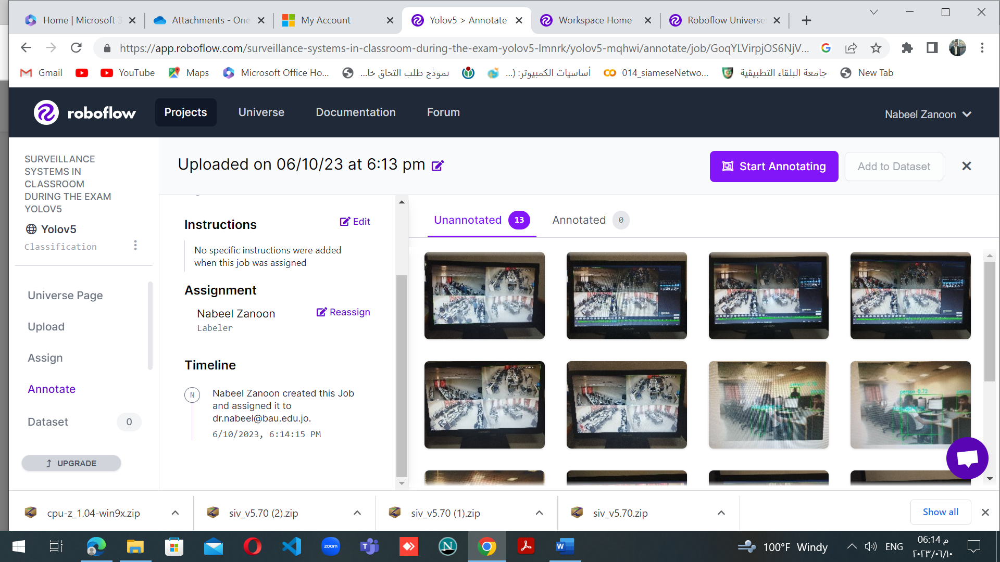 Home | Microsoft 3
Attachments - One
My Account
Yolov5 > Annotate
Workspace Home
Roboflow Universe
https://app.roboflow.com/surveillance-systems-in-classroom-during-the-exam-yolov5-lmnrk/yolov5-mqhwi/annotate/job/GoqYLVirpjOS6NjV...
Gmail
YouTube
Maps
Microsoft Office Ho...
نموذج طلب التحاق خا...
أساسيات الكمبيوتر: (...
014_siameseNetwo...
جامعة البلقاء التطبيقية
New Tab
roboflow
Projects
Universe
Documentation
Forum
Nabeel Zanoon
SURVEILLANCE
SYSTEMS IN
CLASSROOM
DURING THE EXAM
YOLOV5
Yolov5
Classification
Universe Page
Upload
Assign
Annotate
Dataset 0
UPGRADE
Uploaded on 06/10/23 at 6:13 pm
Start Annotating
Add to Dataset
Instructions
Edit
No specific instructions were added
when this job was assigned
Assignment
Nabeel Zanoon
Reassign
Labeler
Timeline
N
Nabeel Zanoon created this Job
and assigned it to
dr.nabeel@bau.edu.jo.
6/10/2023, 6:14:15 PM
Unannotated 13
Annotated 0
person: 0.79
person: 0.72
cpu-z_1.04-win9x.zip
siv_v5.70 (2).zip
siv_v5.70 (1).zip
siv_v5.70.zip
Show all
zoom
100°F Windy
ENG
06:14 م
٢٠٢٣/٠٦/١٠